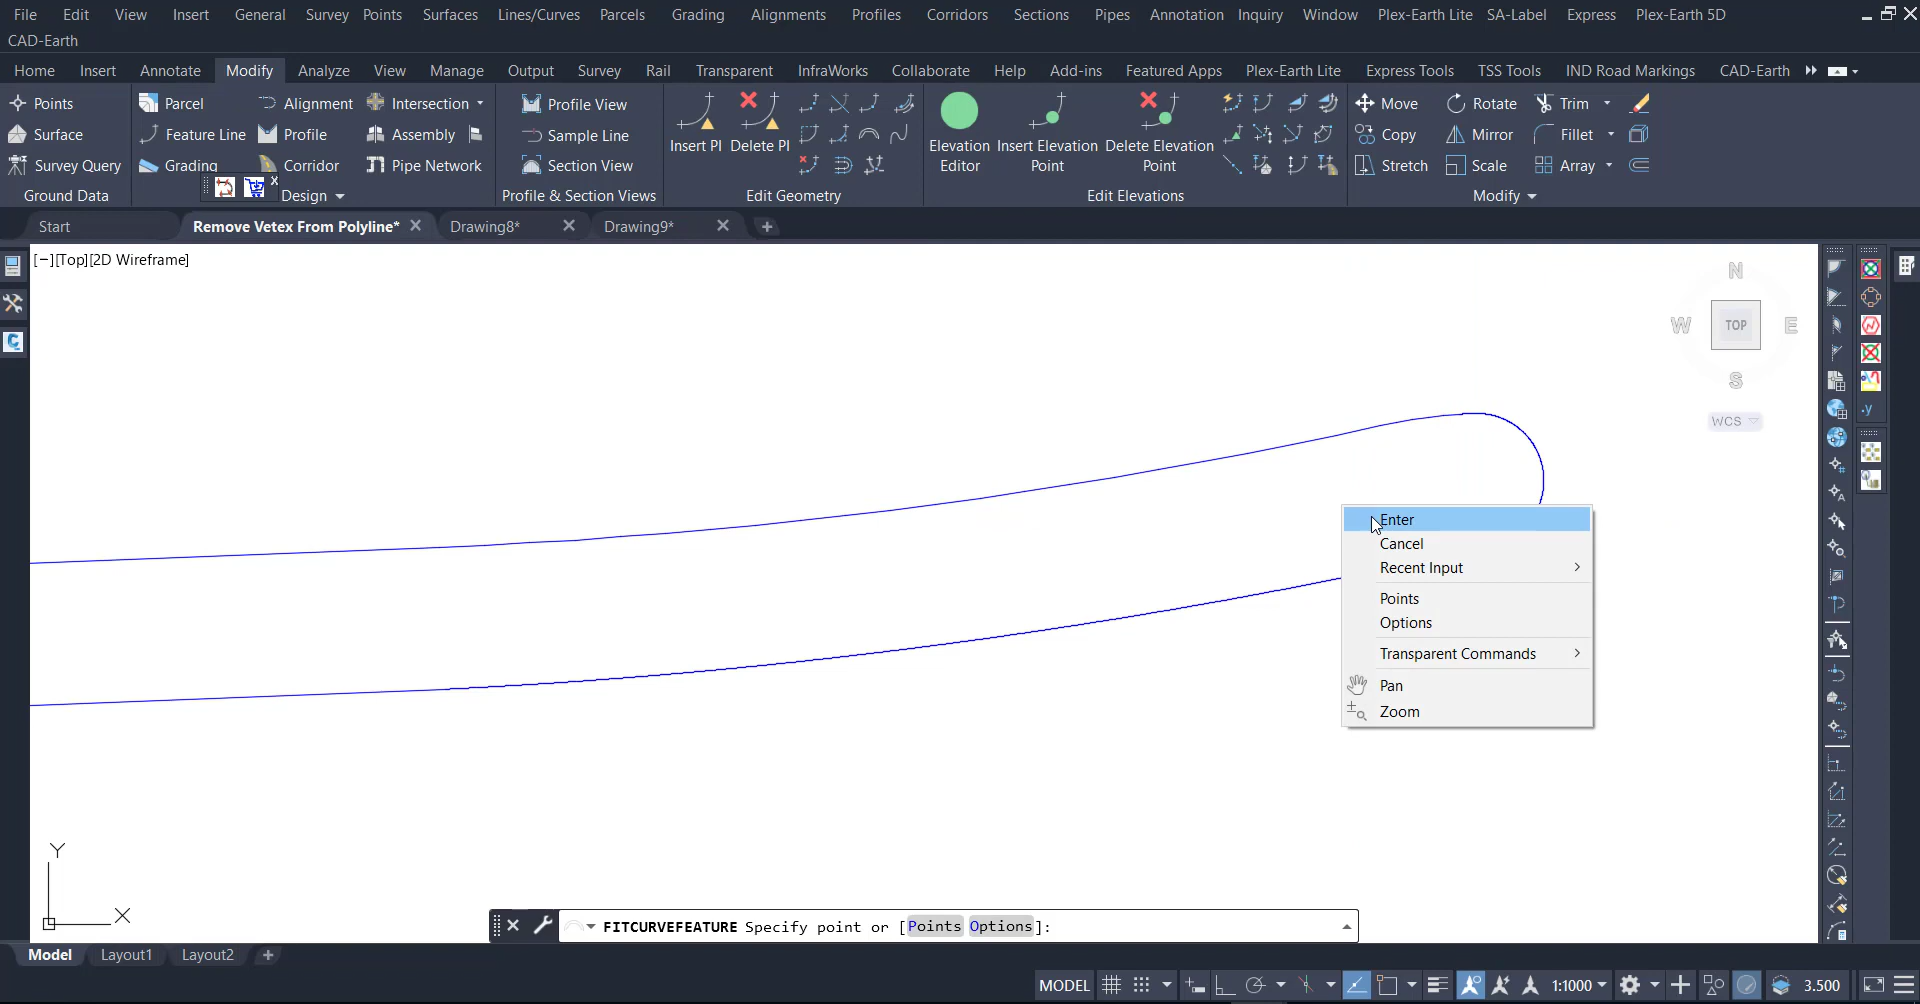 File Edit View Insert General Survey Points Surfaces Lines/Curves Parcels Grading Alignments Profiles Corridors Sections Pipes Annotation Inquiry Window Plex-Earth Lite SA-Label Express Plex-Earth 5D
CAD-Earth
Home Insert Annotate Modify Analyze View Manage Output Survey Rail Transparent InfraWorks Collaborate Help Add-ins Featured Apps Plex-Earth Lite Express Tools TSS Tools IND Road Markings CAD-Earth
Points Parcel Alignment Intersection Profile View Move Rotate Trim
Surface Feature Line Profile Assembly Sample Line Insert PI Delete PI Elevation Insert Elevation Delete Elevation Copy Mirror Fillet
Survey Query Grading Corridor Pipe Network Section View Editor Point Point Stretch Scale Array
Ground Data Design Profile & Section Views Edit Geometry Edit Elevations Modify
Start Remove Vetex From Polyline* Drawing8* Drawing9*
[−][Top][2D Wireframe]
N
W TOP E
S
WCS
Enter
Cancel
Recent Input
Points
Options
Transparent Commands
Pan
Zoom
.y
Y
X
FITCURVEFEATURE Specify point or [Points Options]:
Model Layout1 Layout2
MODEL 1:1000 3.500